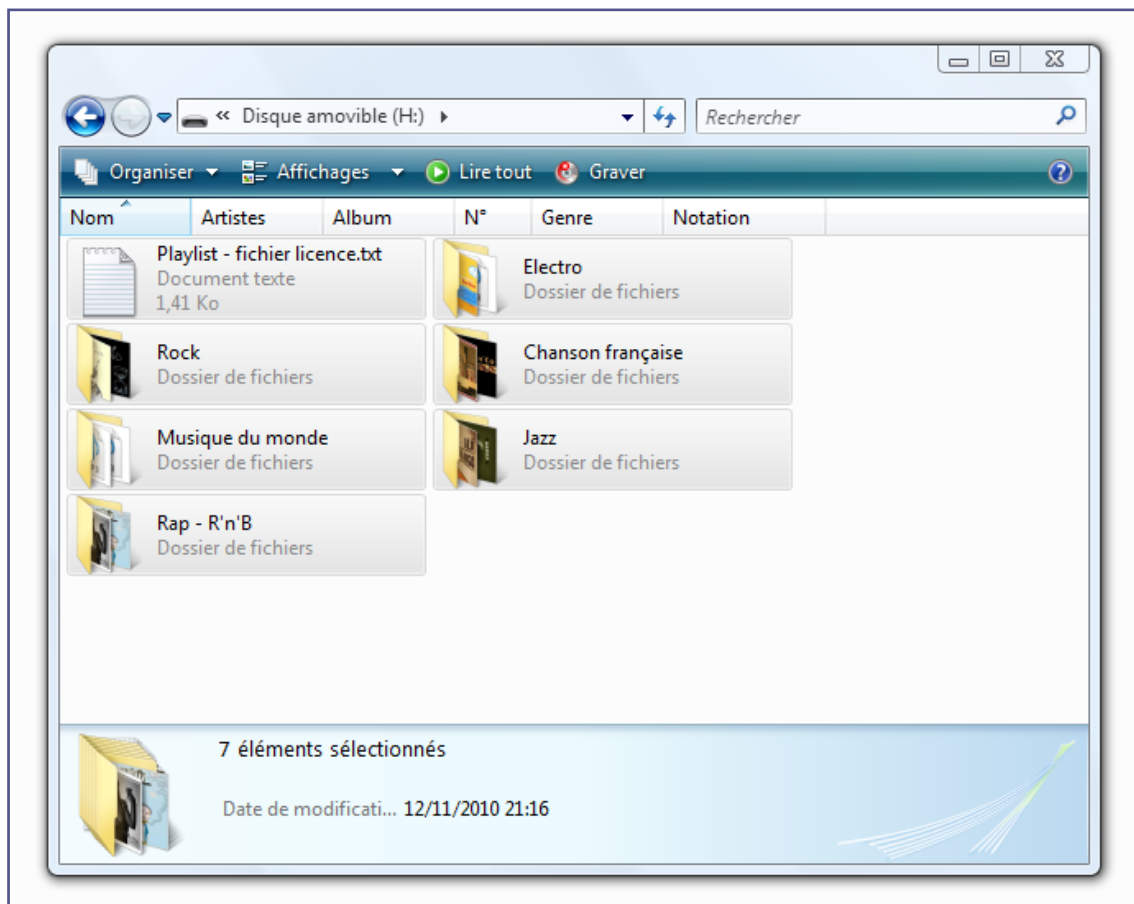 « Disque amovible (H:)
Rechercher
Organiser Affichages Lire tout Graver
Nom Artistes Album N° Genre Notation
Playlist - fichier licence.txt
Document texte
1,41 Ko
Electro
Dossier de fichiers
Rock
Dossier de fichiers
Chanson française
Dossier de fichiers
Musique du monde
Dossier de fichiers
Jazz
Dossier de fichiers
Rap - R'n'B
Dossier de fichiers
7 éléments sélectionnés
Date de modificati... 12/11/2010 21:16